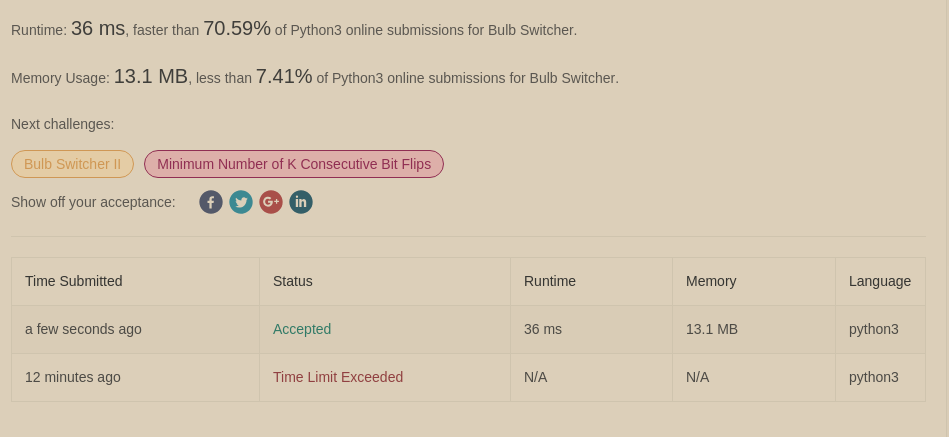 Runtime: 36 ms, faster than 70.59% of Python3 online submissions for Bulb Switcher.
Memory Usage: 13.1 MB, less than 7.41% of Python3 online submissions for Bulb Switcher.
Next challenges:
Bulb Switcher II Minimum Number of K Consecutive Bit Flips
Show off your acceptance: f G+ in
Time Submitted Status Runtime Memory Language
a few seconds ago Accepted 36 ms 13.1 MB python3
12 minutes ago Time Limit Exceeded N/A N/A python3